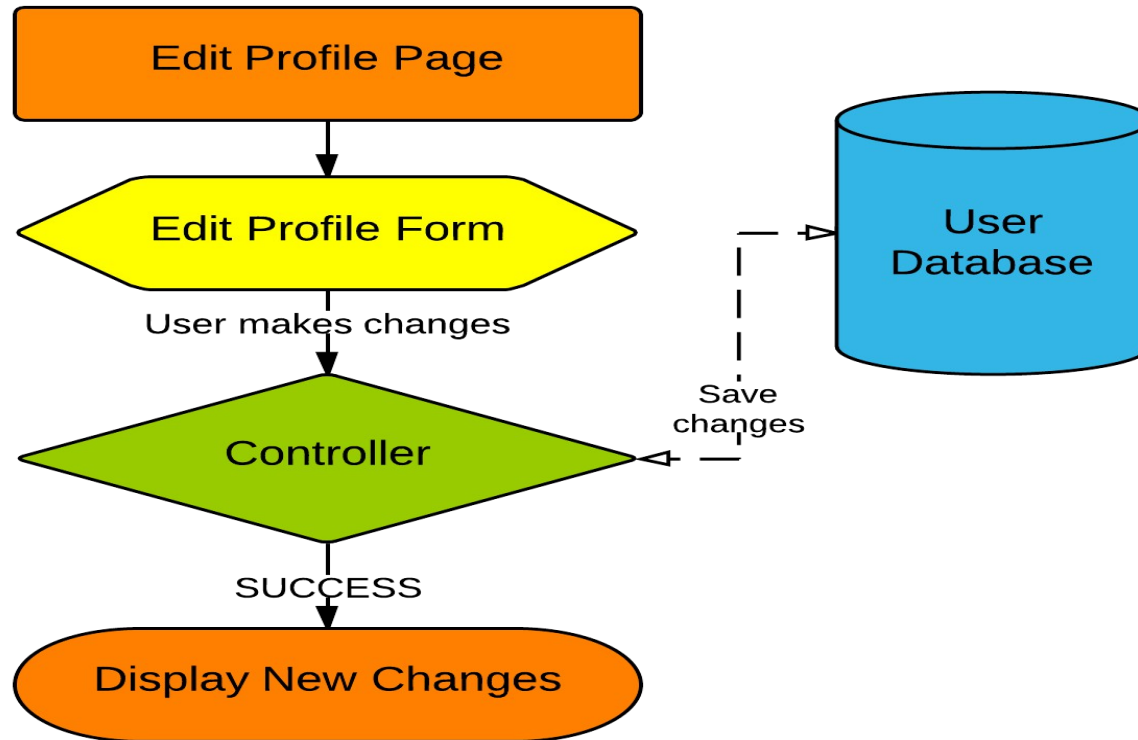 Edit Profile Page
Edit Profile Form
User makes changes
Controller
SUCCESS
Display New Changes
User
Database
Save
changes